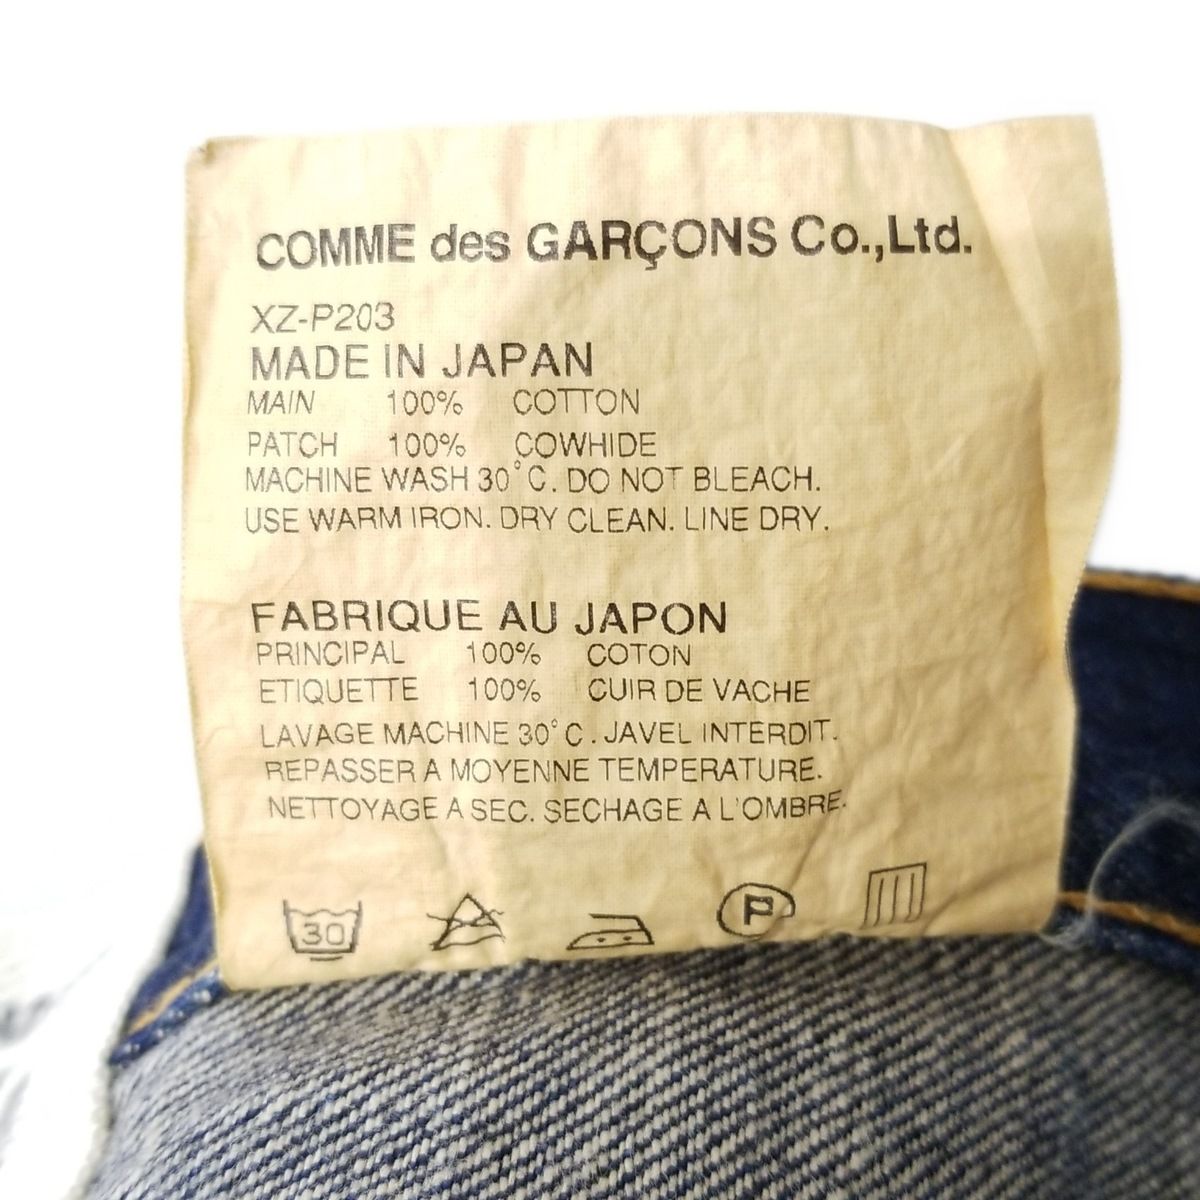 COMME des GARÇONS Co.,Ltd.
XZ-P203
MADE IN JAPAN
MAIN 100% COTTON
PATCH 100% COWHIDE
MACHINE WASH 30°C. DO NOT BLEACH.
USE WARM IRON. DRY CLEAN. LINE DRY.
FABRIQUE AU JAPON
PRINCIPAL 100% COTON
ETIQUETTE 100% CUIR DE VACHE
LAVAGE MACHINE 30°C. JAVEL INTERDIT.
REPASSER A MOYENNE TEMPERATURE.
NETTOYAGE A SEC. SECHAGE A L'OMBRE.
30 P